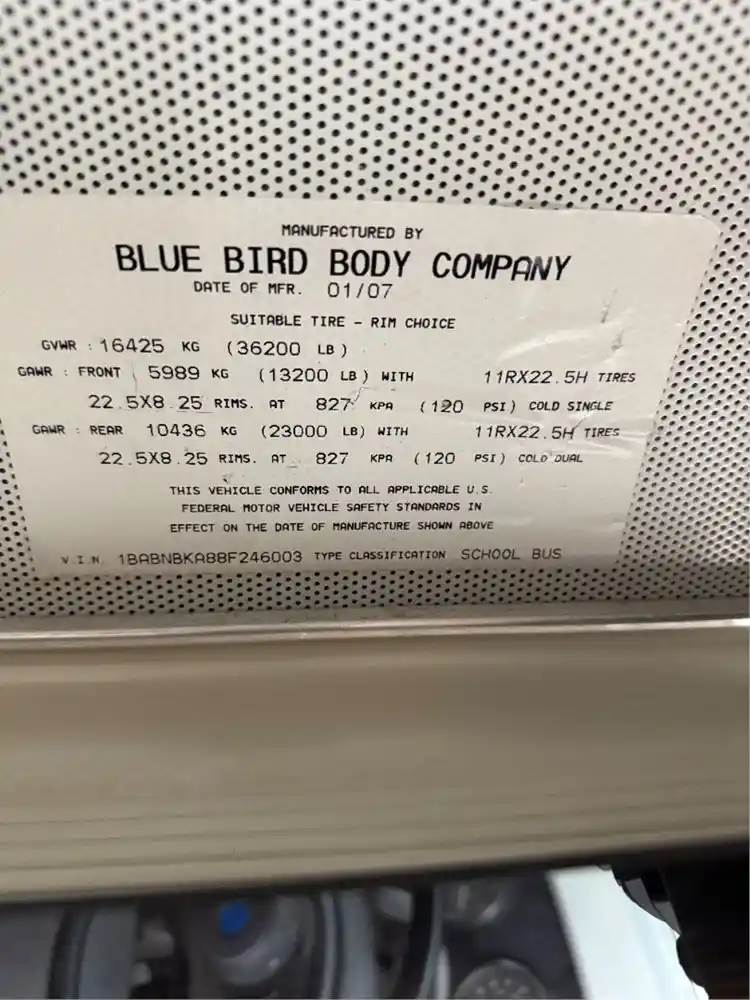 MANUFACTURED BY
BLUE BIRD BODY COMPANY
DATE OF MFR. 01/07
SUITABLE TIRE - RIM CHOICE
GVWR : 16425 KG (36200 LB)
GAWR : FRONT 5989 KG (13200 LB) WITH 11RX22.5H TIRES
22.5X8.25 RIMS. AT 827 KPA (120 PSI) COLD SINGLE
GAWR : REAR 10436 KG (23000 LB) WITH 11RX22.5H TIRES
22.5X8.25 RIMS. AT 827 KPA (120 PSI) COLD DUAL
THIS VEHICLE CONFORMS TO ALL APPLICABLE U.S.
FEDERAL MOTOR VEHICLE SAFETY STANDARDS IN
EFFECT ON THE DATE OF MANUFACTURE SHOWN ABOVE
V.I.N. 1BABNBKA88F246003 TYPE CLASSIFICATION SCHOOL BUS